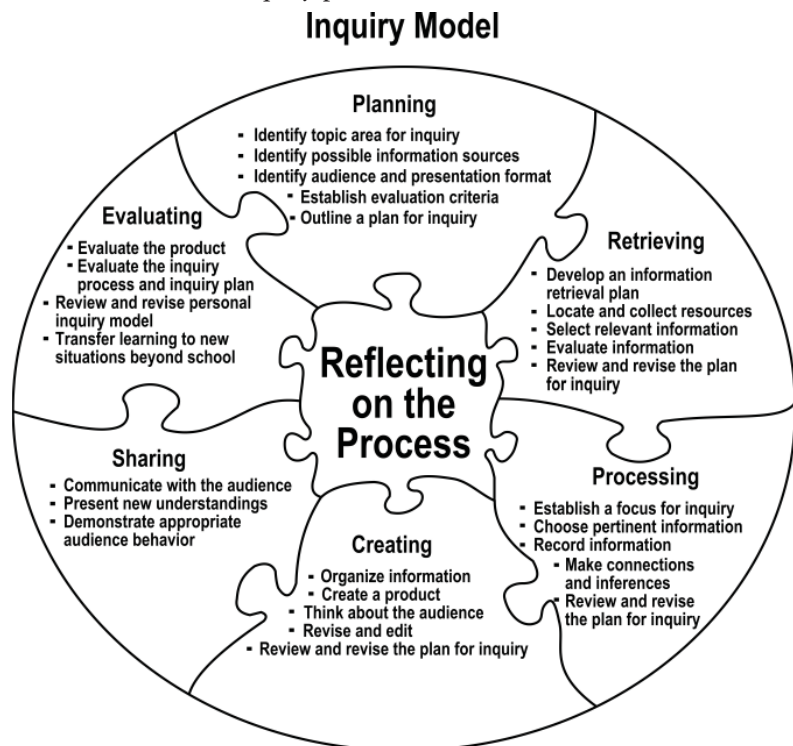 Inquiry Model
Planning
- Identify topic area for inquiry
- Identify possible information sources
- Identify audience and presentation format
- Establish evaluation criteria
- Outline a plan for inquiry
Retrieving
- Develop an information
retrieval plan
- Locate and collect resources
- Select relevant information
- Evaluate information
- Review and revise the plan
for inquiry
Processing
- Establish a focus for inquiry
- Choose pertinent information
- Record information
- Make connections
and inferences
- Review and revise
the plan for inquiry
Creating
- Organize information
- Create a product
- Think about the audience
- Revise and edit
- Review and revise the plan for inquiry
Sharing
- Communicate with the audience
- Present new understandings
- Demonstrate appropriate
audience behavior
Evaluating
- Evaluate the product
- Evaluate the inquiry
process and inquiry plan
- Review and revise personal
inquiry model
- Transfer learning to new
situations beyond school
Reflecting
on the
Process